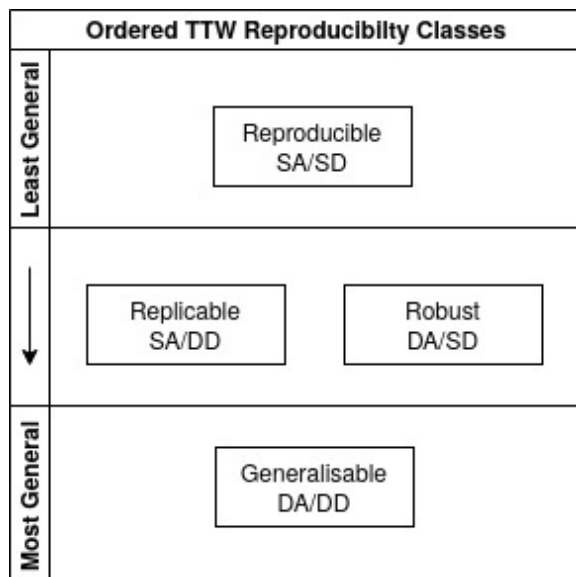 Ordered TTW Reproducibilty Classes
Least General
Reproducible
SA/SD
Replicable
SA/DD
Robust
DA/SD
Most General
Generalisable
DA/DD